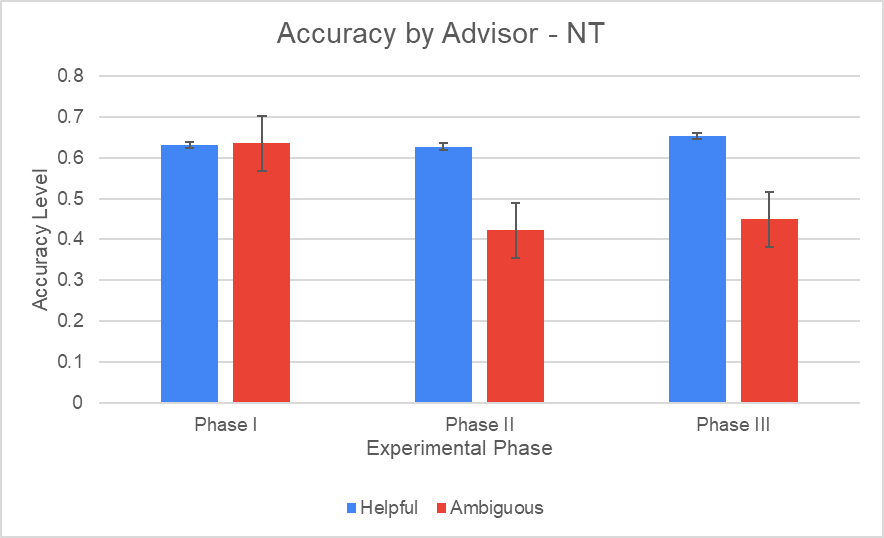 Accuracy by Advisor - NT
0.8
0.7
0.6
0.5
0.4
0.3
0.2
0.1
0
Accuracy Level
Phase I
Phase II
Phase III
Experimental Phase
Helpful
Ambiguous